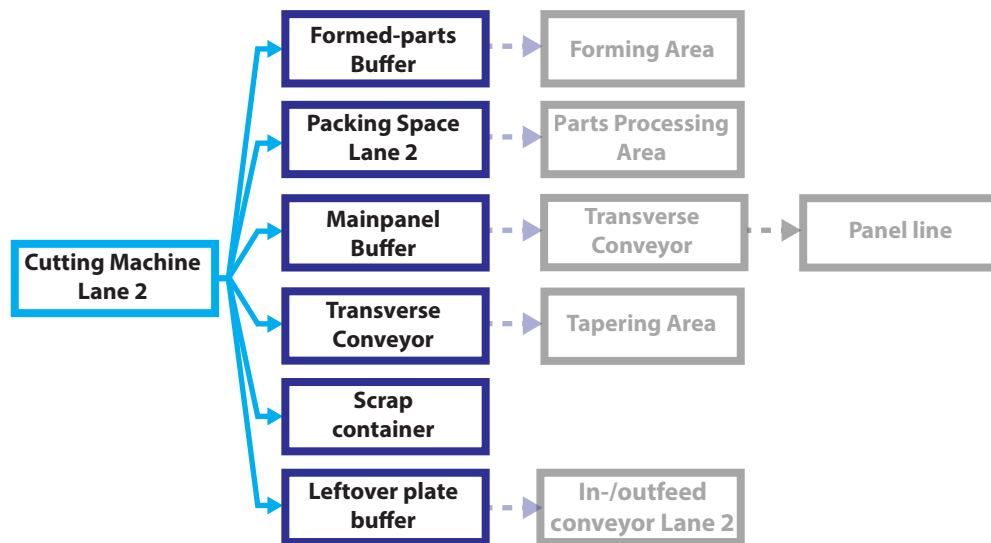 Formed-parts
Buffer
Forming Area
Packing Space
Lane 2
Parts Processing
Area
Mainpanel
Buffer
Transverse
Conveyor
Panel line
Cutting Machine
Lane 2
Transverse
Conveyor
Tapering Area
Scrap
container
Leftover plate
buffer
In-/outfeed
conveyor Lane 2